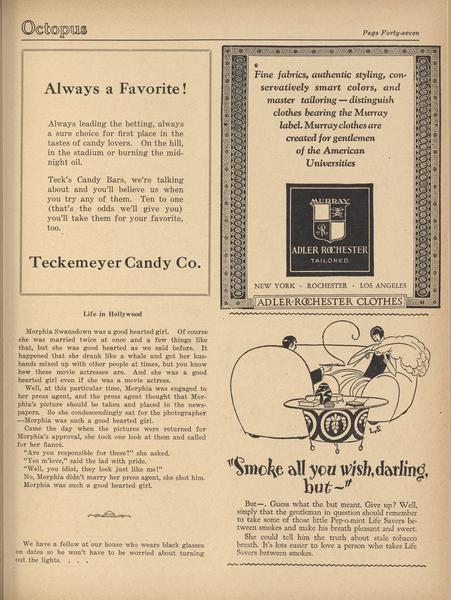 Octopus
Page Forty-seven
Always a Favorite!
Always leading the betting, always
a sure choice for first place in the
tastes of candy lovers. On the hill,
in the stadium or burning the mid-
night oil.
Teck's Candy Bars, we're talking
about and you'll believe us when
you try any of them. Ten to one
(that's the odds we'll give you)
you'll take them for your favorite,
too.
Teckemeyer Candy Co.
Life in Hollywood
Morphia Swansdown was a good hearted girl. Of course
she was married twice at once and a few things like
that, but she was good hearted as we said before. It
happened that she drank like a whale and got her hus-
bands mixed up with other people at times, but you know
how these movie actresses are. And she was a good
hearted girl even if she was a movie actress.
Well, at this particular time, Morphia was engaged to
her press agent, and the press agent thought that Mor-
phia's picture should be taken and placed in the news-
papers. So she condescendingly sat for the photographer
—Morphia was such a good hearted girl.
Came the day when the pictures were returned for
Morphia's approval, she took one look at them and called
for her fiancé.
"Are you responsible for these?" she asked.
"Yes m'love," said the lad with pride.
"Well, you idiot, they look just like me!"
No, Morphia didn't marry her press agent, she shot him.
Morphia was such a good hearted girl.
We have a fellow at our house who wears black glasses
on dates so he won't have to be worried about turning
out the lights. . . .
Fine fabrics, authentic styling, con-
servatively smart colors, and
master tailoring — distinguish
clothes bearing the Murray
label. Murray clothes are
created for gentlemen
of the American
Universities
MURRAY
ADLER ROCHESTER
TAILORED
NEW YORK · ROCHESTER · LOS ANGELES
ADLER·ROCHESTER CLOTHES
"Smoke all you wish, darling,
but ~"
But—. Guess what the but meant. Give up? Well,
simply that the gentleman in question should remember
to take some of those little Pep-o-mint Life Savers be-
tween smokes and make his breath pleasant and sweet.
She could tell him the truth about stale tobacco
breath. It's lots easier to love a person who takes Life
Savers between smokes.